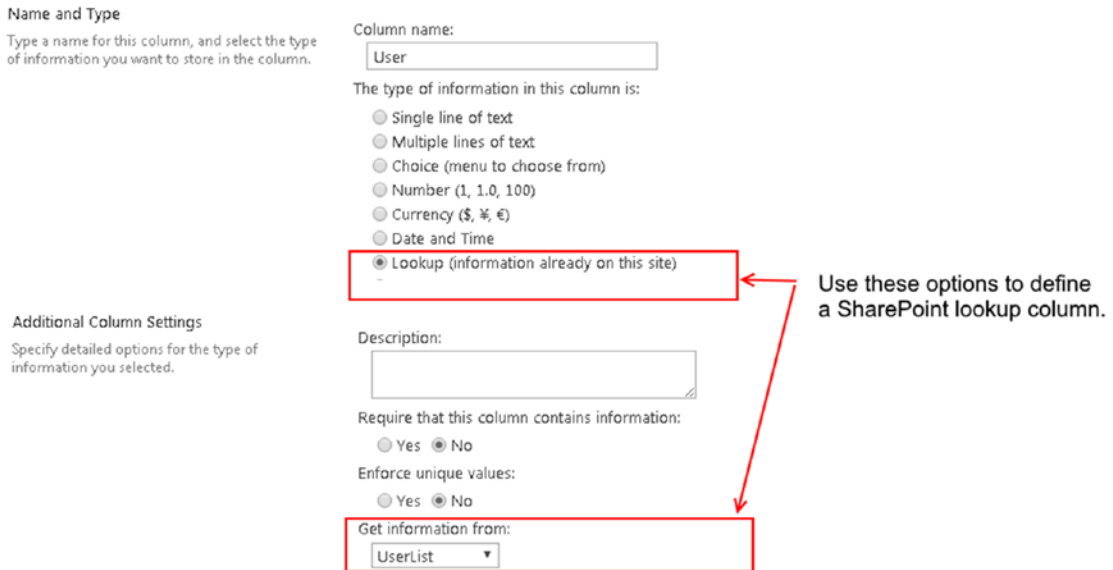 Name and Type
Type a name for this column, and select the type
of information you want to store in the column.
Column name:
User
The type of information in this column is:
Single line of text
Multiple lines of text
Choice (menu to choose from)
Number (1, 1.0, 100)
Currency ($, ¥, €)
Date and Time
Lookup (information already on this site)
Use these options to define
a SharePoint lookup column.
Additional Column Settings
Specify detailed options for the type of
information you selected.
Description:
Require that this column contains information:
Yes No
Enforce unique values:
Yes No
Get information from:
UserList